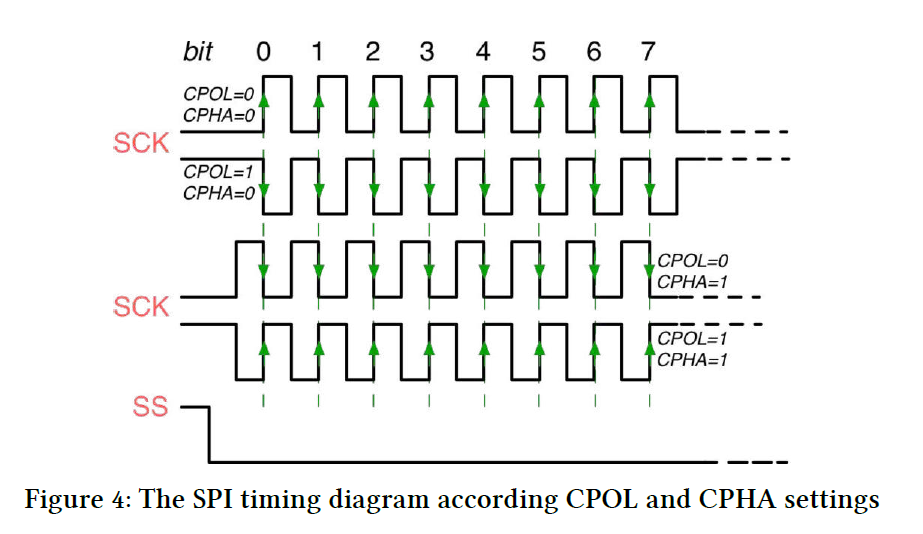 bit 0 1 2 3 4 5 6 7
CPOL=0
CPHA=0
SCK
CPOL=1
CPHA=0
CPOL=0
CPHA=1
SCK
CPOL=1
CPHA=1
SS
Figure 4: The SPI timing diagram according CPOL and CPHA settings